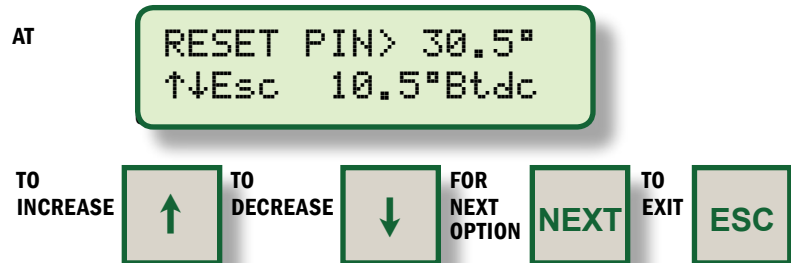 AT
RESET PIN> 30.5°
↑↓Esc 10.5°Btdc
TO INCREASE
↑
TO DECREASE
↓
FOR NEXT OPTION
NEXT
TO EXIT
ESC